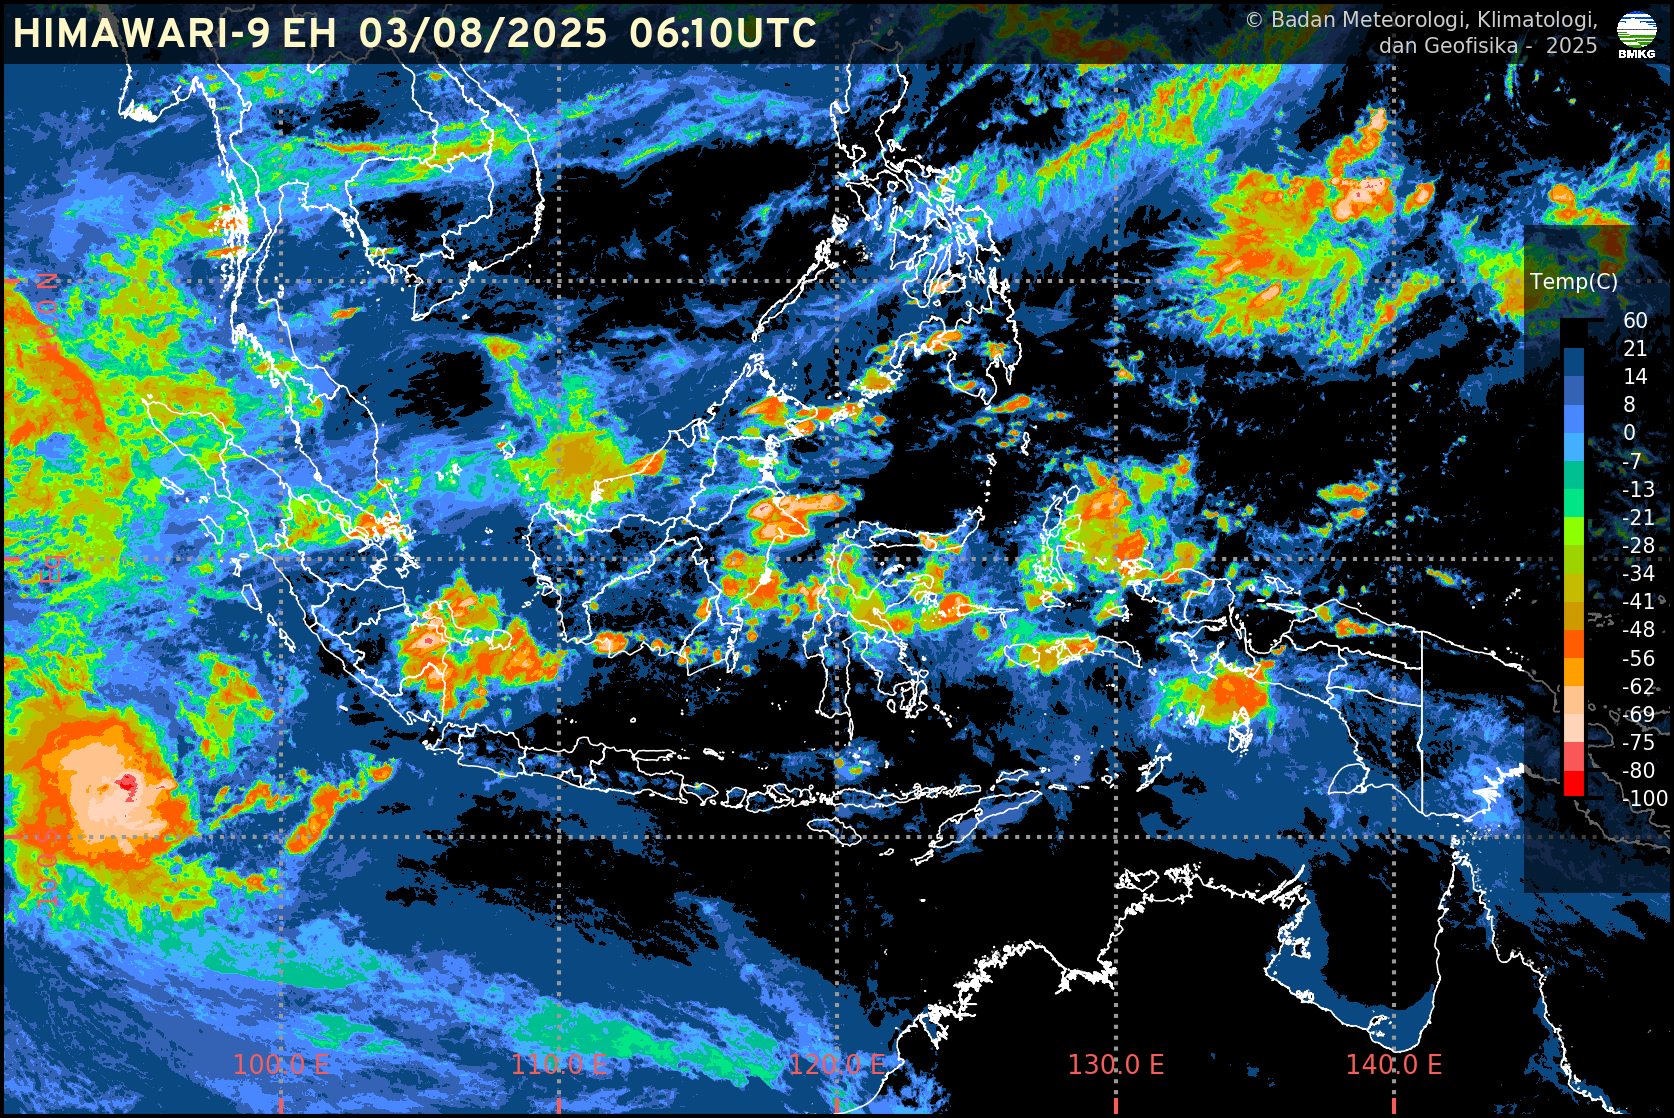 HIMAWARI-9 EH 03/08/2025 06:10UTC
© Badan Meteorologi, Klimatologi,
dan Geofisika - 2025
BMKG
Temp(C)
60
21
14
8
0
-7
-13
-21
-28
-34
-41
-48
-56
-62
-69
-75
-80
-100
Eq
100.0 E
110.0 E
120.0 E
130.0 E
140.0 E